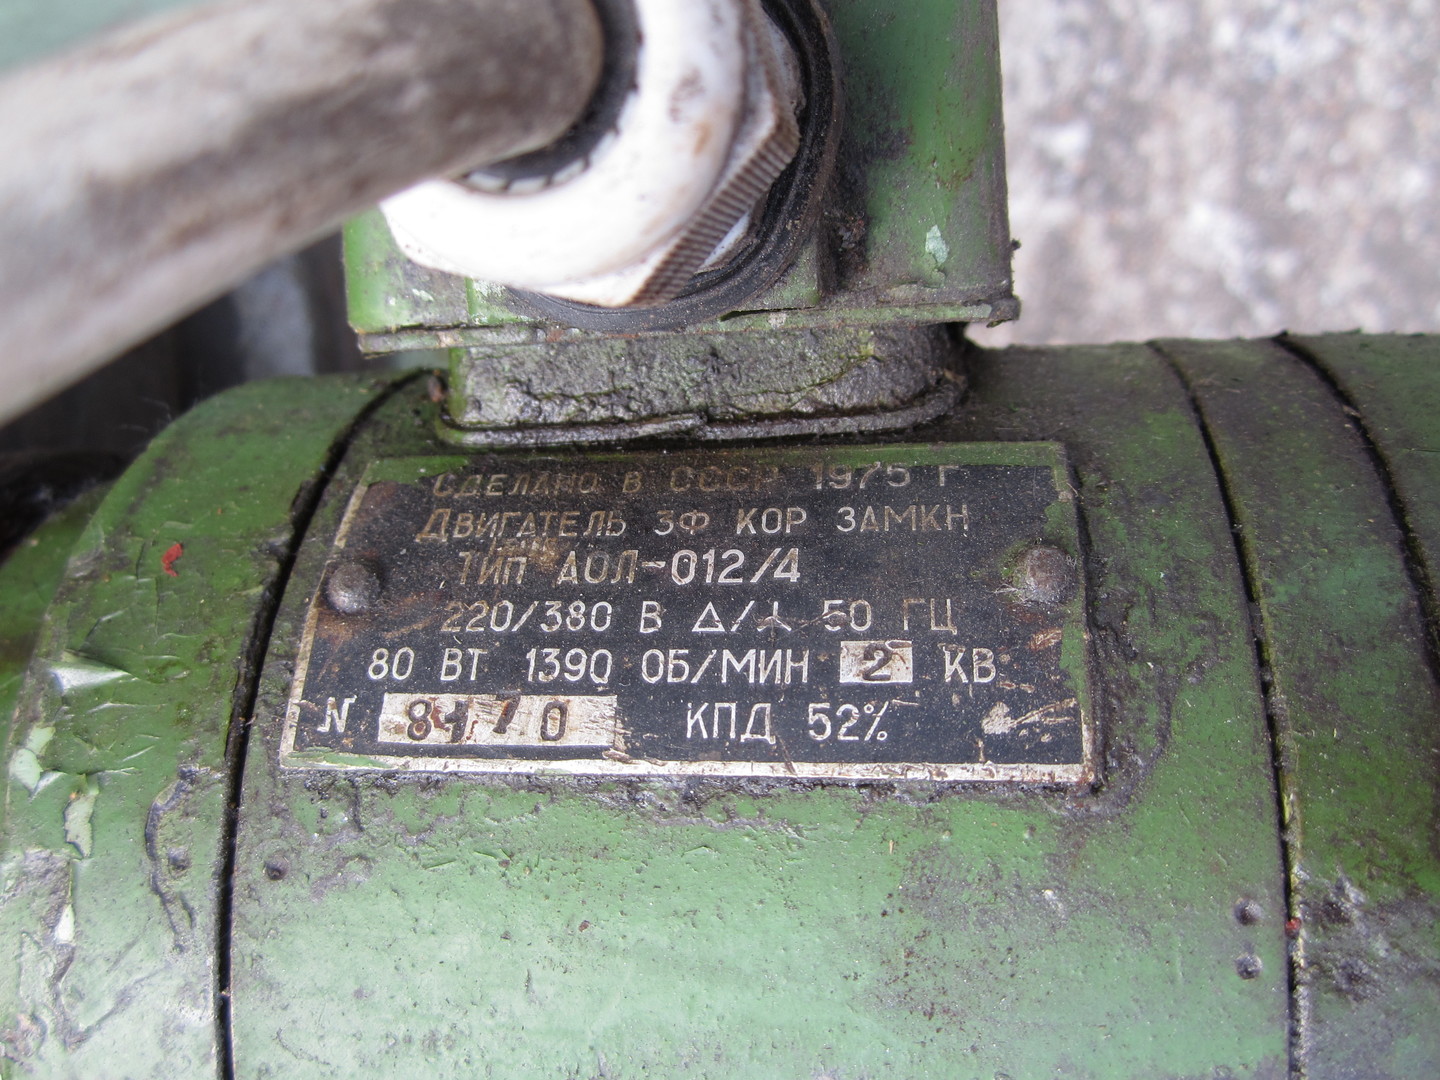 СДЕЛАНО В СССР 1975 Г
ДВИГАТЕЛЬ 3Ф КОР ЗАМКН
ТИП АОЛ-012/4
220/380 В Δ/⅄ 50 ГЦ
80 ВТ 1390 ОБ/МИН 2 КВ
N КПД 52%